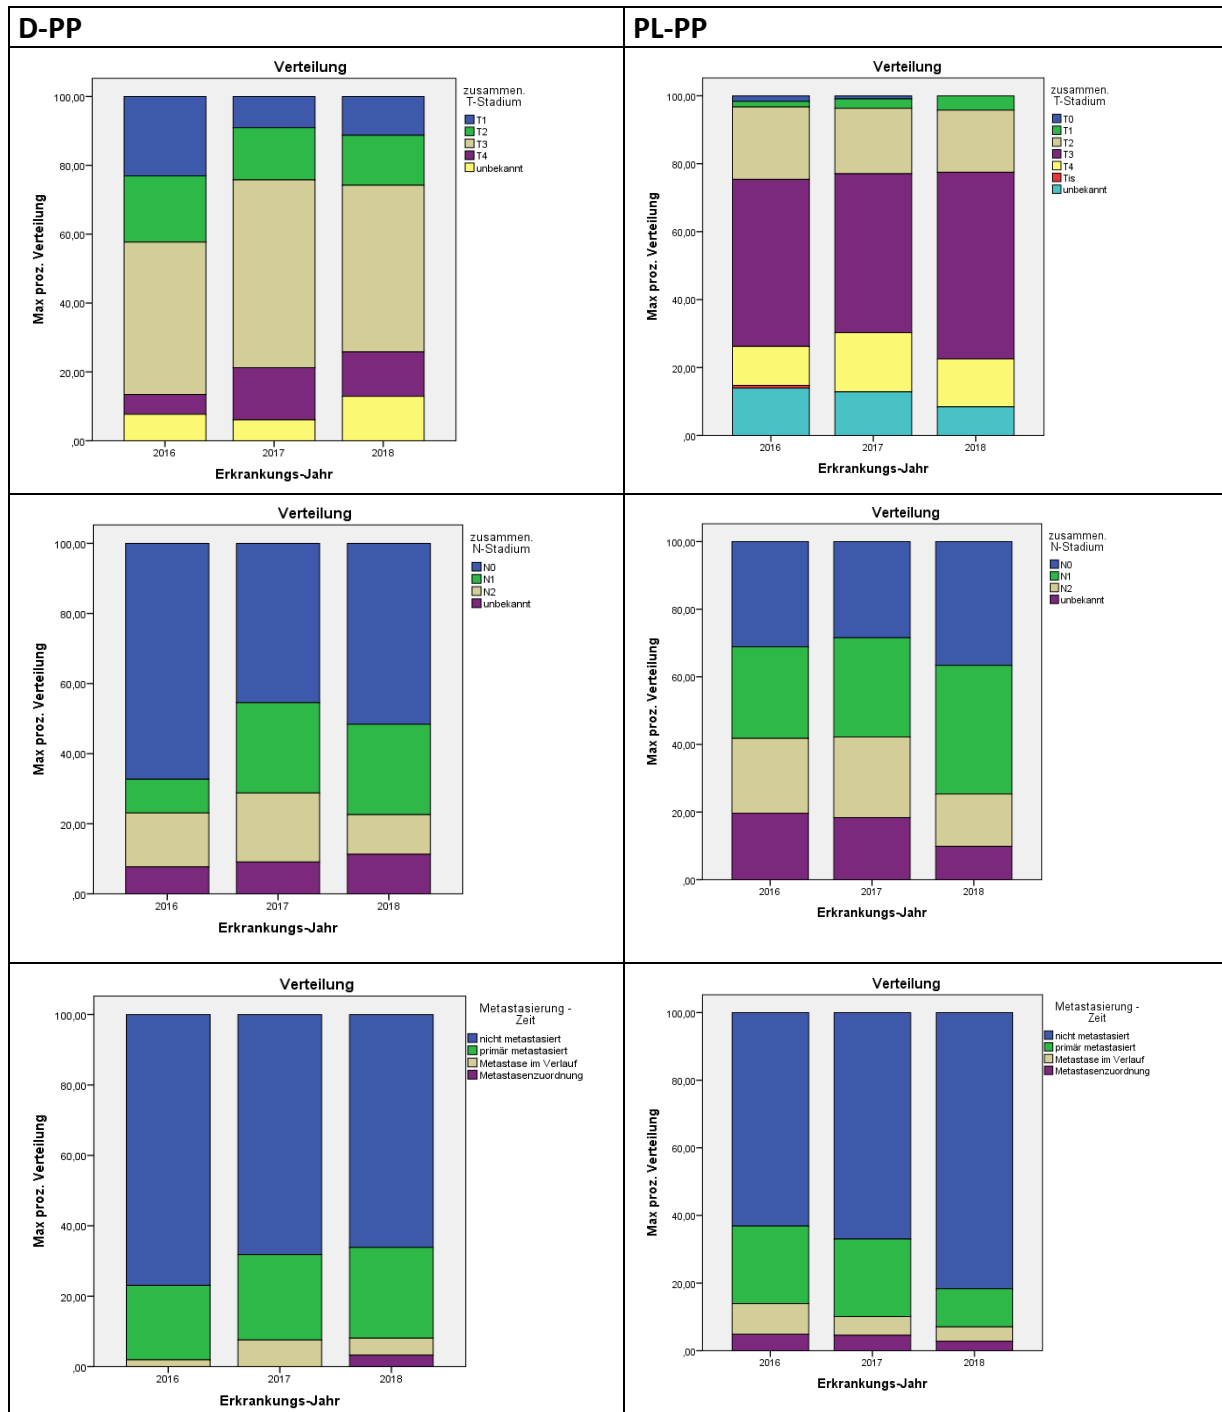 D-PP
PL-PP
Verteilung
zusammen.
T-Stadium
T1
T2
T3
T4
unbekannt
Max proz. Verteilung
100,00
80,00
60,00
40,00
20,00
,00
2016
2017
2018
Erkrankungs-Jahr
Verteilung
zusammen.
T-Stadium
T0
T1
T2
T3
T4
Tis
unbekannt
Max proz. Verteilung
100,00
80,00
60,00
40,00
20,00
,00
2016
2017
2018
Erkrankungs-Jahr
Verteilung
zusammen.
N-Stadium
N0
N1
N2
unbekannt
Max proz. Verteilung
100,00
80,00
60,00
40,00
20,00
,00
2016
2017
2018
Erkrankungs-Jahr
Verteilung
zusammen.
N-Stadium
N0
N1
N2
unbekannt
Max proz. Verteilung
100,00
80,00
60,00
40,00
20,00
,00
2016
2017
2018
Erkrankungs-Jahr
Verteilung
Metastasierung -
Zeit
nicht metastasiert
primär metastasiert
Metastase im Verlauf
Metastasenzuordnung
Max proz. Verteilung
100,00
80,00
60,00
40,00
20,00
,00
2016
2017
2018
Erkrankungs-Jahr
Verteilung
Metastasierung -
Zeit
nicht metastasiert
primär metastasiert
Metastase im Verlauf
Metastasenzuordnung
Max proz. Verteilung
100,00
80,00
60,00
40,00
20,00
,00
2016
2017
2018
Erkrankungs-Jahr